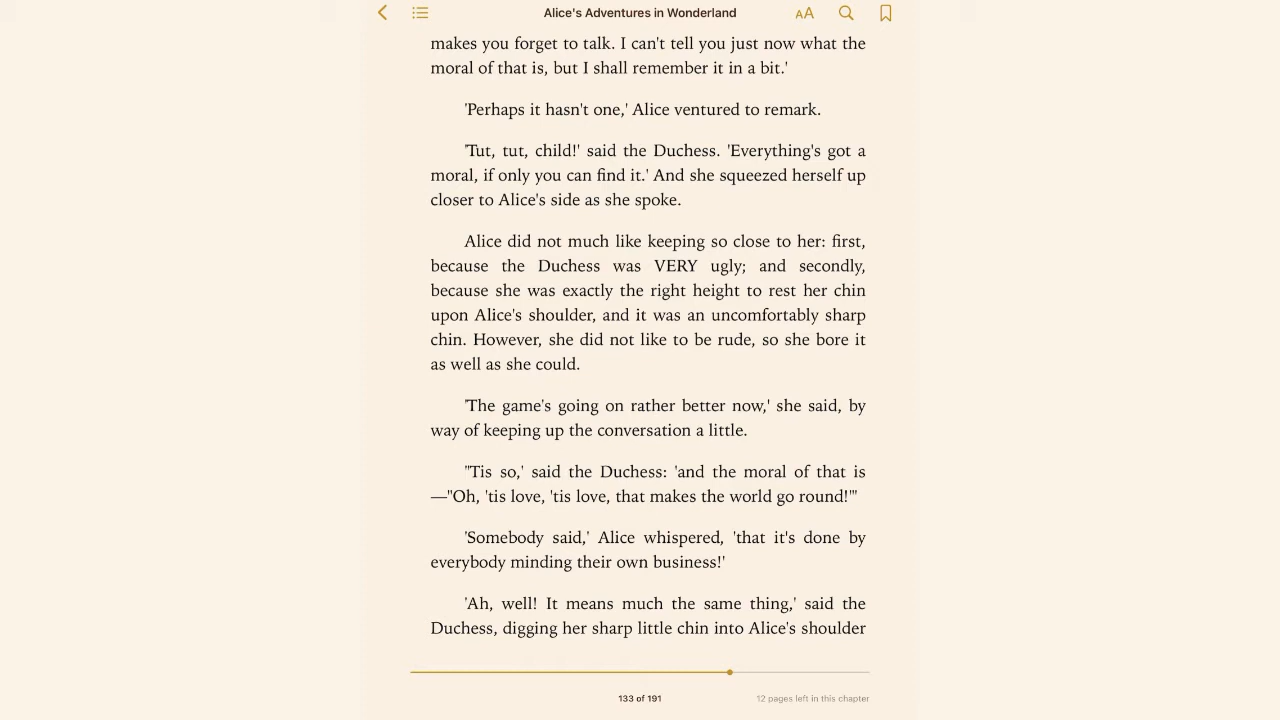 Alice's Adventures in Wonderland
AA
makes you forget to talk. I can't tell you just now what the
moral of that is, but I shall remember it in a bit.'
'Perhaps it hasn't one,' Alice ventured to remark.
'Tut, tut, child!' said the Duchess. 'Everything's got a
moral, if only you can find it.' And she squeezed herself up
closer to Alice's side as she spoke.
Alice did not much like keeping so close to her: first,
because the Duchess was VERY ugly; and secondly,
because she was exactly the right height to rest her chin
upon Alice's shoulder, and it was an uncomfortably sharp
chin. However, she did not like to be rude, so she bore it
as well as she could.
'The game's going on rather better now,' she said, by
way of keeping up the conversation a little.
''Tis so,' said the Duchess: 'and the moral of that is
—"Oh, 'tis love, 'tis love, that makes the world go round!"'
'Somebody said,' Alice whispered, 'that it's done by
everybody minding their own business!'
'Ah, well! It means much the same thing,' said the
Duchess, digging her sharp little chin into Alice's shoulder
133 of 191
12 pages left in this chapter